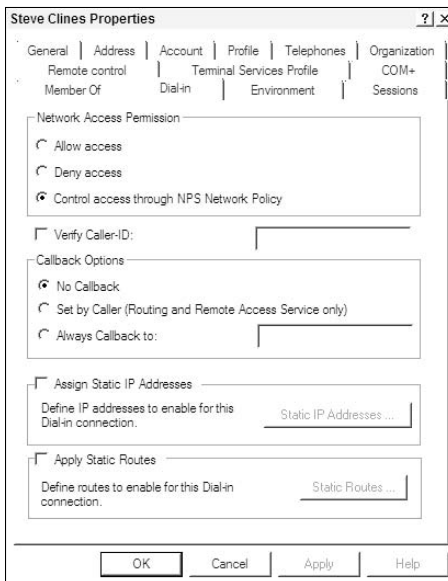 Steve Clines Properties
General Address Account Profile Telephones Organization
Remote control Terminal Services Profile COM+
Member Of Dial-in Environment Sessions
Network Access Permission
Allow access
Deny access
Control access through NPS Network Policy
Verify Caller-ID:
Callback Options
No Callback
Set by Caller (Routing and Remote Access Service only)
Always Callback to:
Assign Static IP Addresses
Define IP addresses to enable for this
Dial-in connection.
Static IP Addresses ...
Apply Static Routes
Define routes to enable for this Dial-in
connection.
Static Routes ...
OK Cancel Apply Help